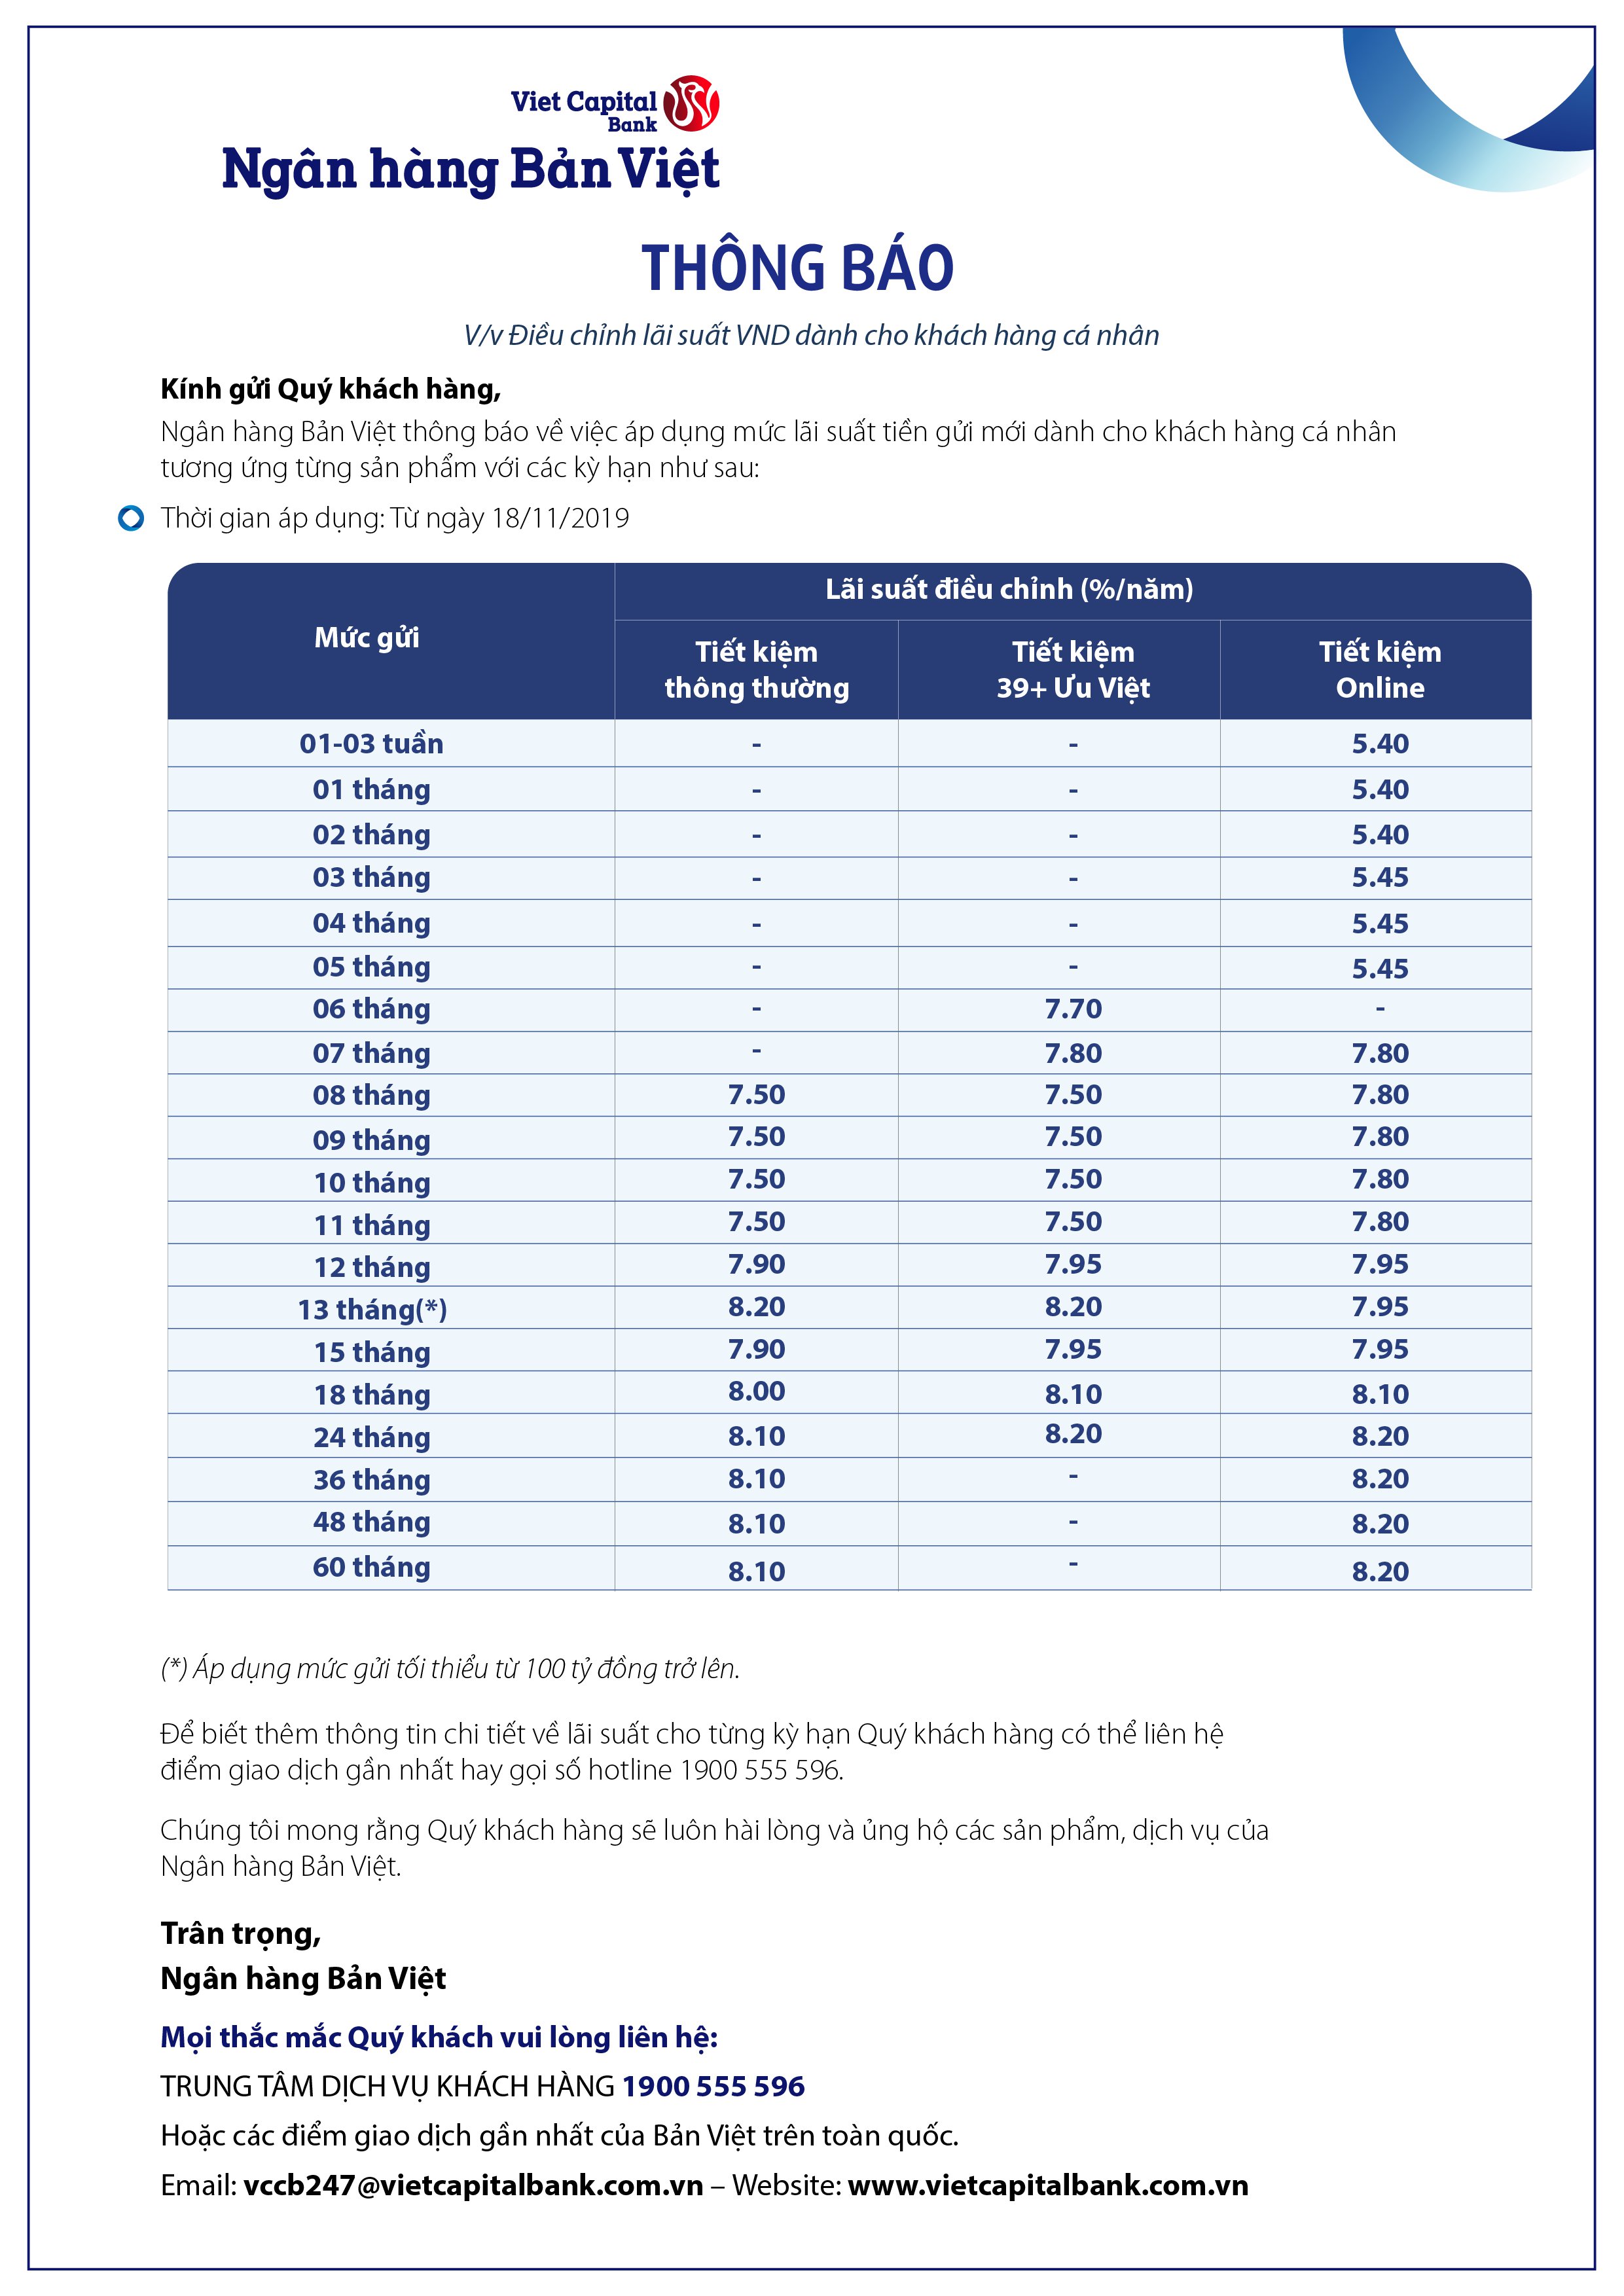 Viet Capital
Bank
Ngân hàng Bản Việt
THÔNG BÁO
V/v Điều chỉnh lãi suất VND dành cho khách hàng cá nhân
Kính gửi Quý khách hàng,
Ngân hàng Bản Việt thông báo về việc áp dụng mức lãi suất tiền gửi mới dành cho khách hàng cá nhân
tương ứng từng sản phẩm với các kỳ hạn như sau:
Thời gian áp dụng: Từ ngày 18/11/2019
Mức gửi
Lãi suất điều chỉnh (%/năm)
Tiết kiệm thông thường
Tiết kiệm 39+ Ưu Việt
Tiết kiệm Online
01-03 tuần - - 5.40
01 tháng - - 5.40
02 tháng - - 5.40
03 tháng - - 5.45
04 tháng - - 5.45
05 tháng - - 5.45
06 tháng - 7.70 -
07 tháng - 7.80 7.80
08 tháng 7.50 7.50 7.80
09 tháng 7.50 7.50 7.80
10 tháng 7.50 7.50 7.80
11 tháng 7.50 7.50 7.80
12 tháng 7.90 7.95 7.95
13 tháng(*) 8.20 8.20 7.95
15 tháng 7.90 7.95 7.95
18 tháng 8.00 8.10 8.10
24 tháng 8.10 8.20 8.20
36 tháng 8.10 - 8.20
48 tháng 8.10 - 8.20
60 tháng 8.10 - 8.20
(*) Áp dụng mức gửi tối thiểu từ 100 tỷ đồng trở lên.
Để biết thêm thông tin chi tiết về lãi suất cho từng kỳ hạn Quý khách hàng có thể liên hệ
điểm giao dịch gần nhất hay gọi số hotline 1900 555 596.
Chúng tôi mong rằng Quý khách hàng sẽ luôn hài lòng và ủng hộ các sản phẩm, dịch vụ của
Ngân hàng Bản Việt.
Trân trọng,
Ngân hàng Bản Việt
Mọi thắc mắc Quý khách vui lòng liên hệ:
TRUNG TÂM DỊCH VỤ KHÁCH HÀNG 1900 555 596
Hoặc các điểm giao dịch gần nhất của Bản Việt trên toàn quốc.
Email: vccb247@vietcapitalbank.com.vn – Website: www.vietcapitalbank.com.vn